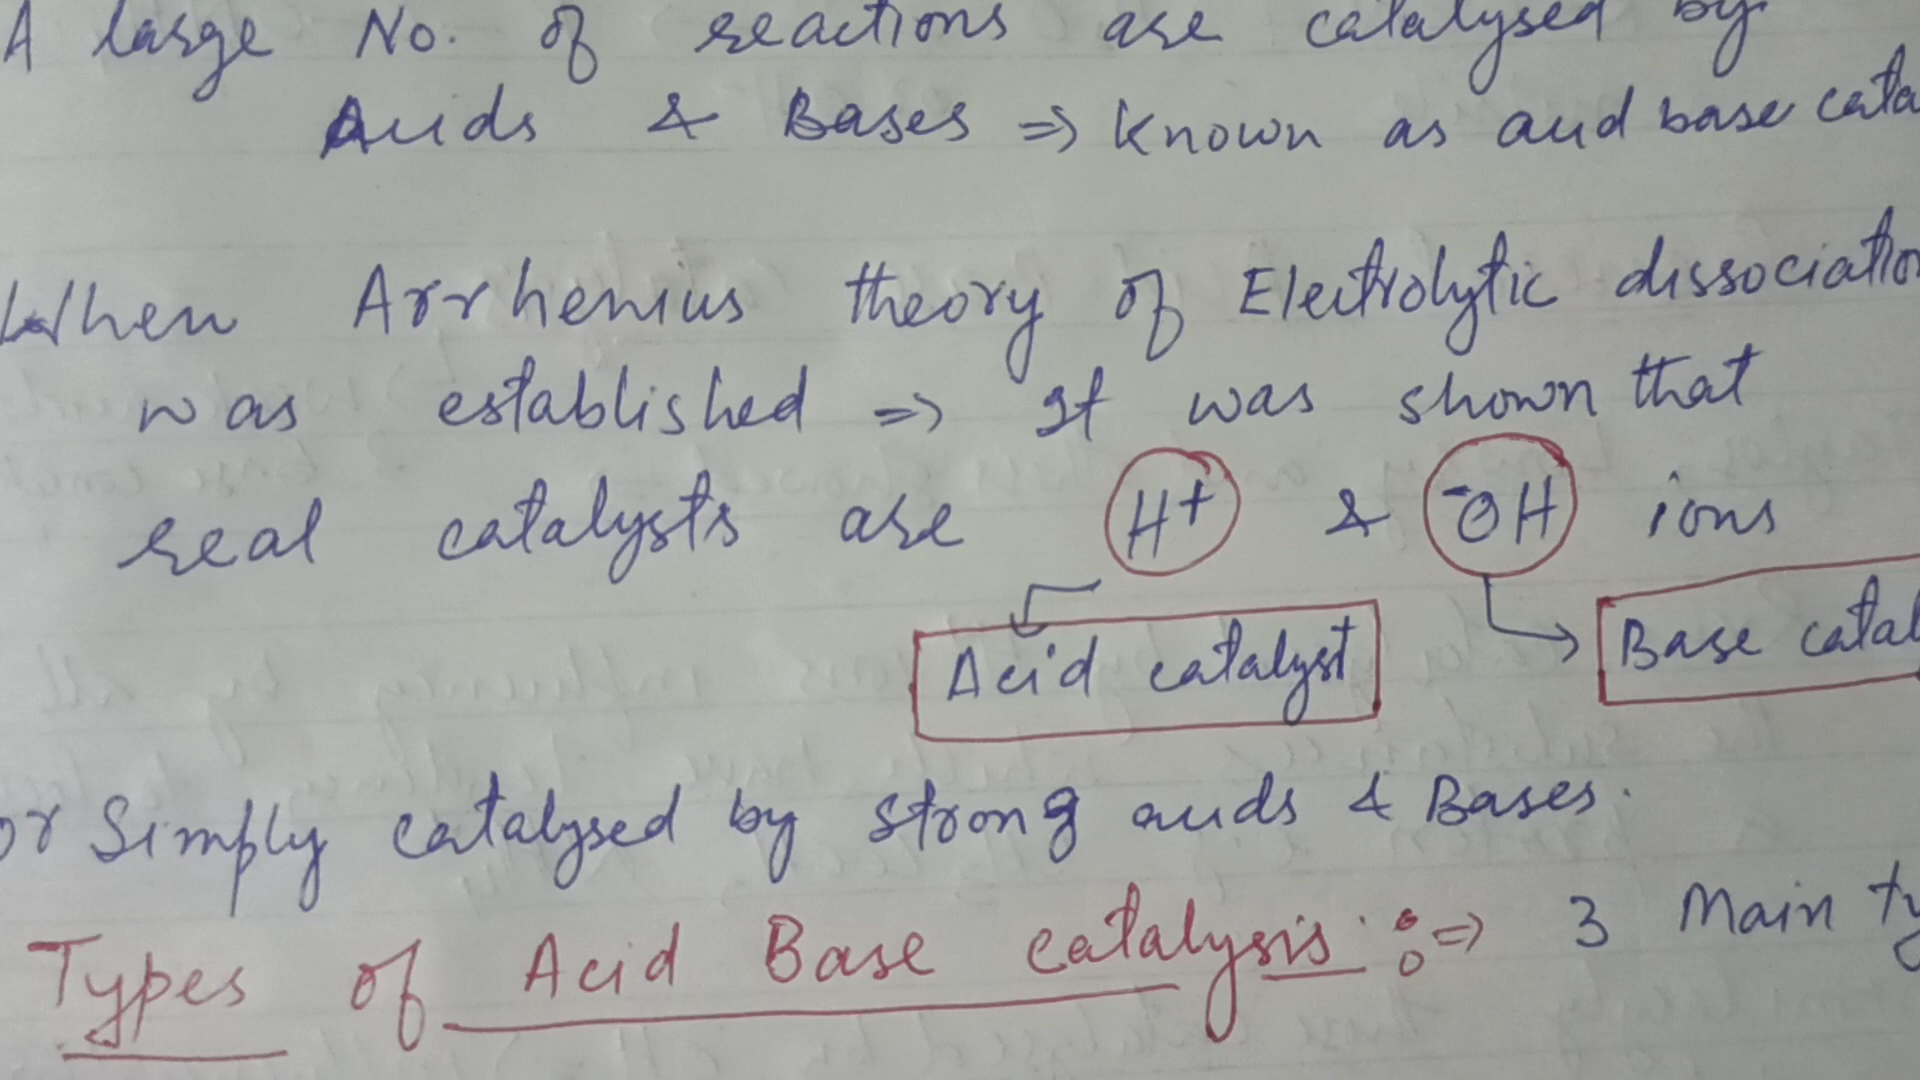 A large No. of reactions are catalysed by
Acids & Bases ⇒ Known as acid base cata
When Arrhenius theory of Electrolytic dissociation
was established ⇒ It was shown that
real catalysts are H+ & -OH ions
Acid catalyst
Base catal
or Simply catalysed by strong acids & Bases.
Types of Acid Base catalysis :⇒ 3 Main ty